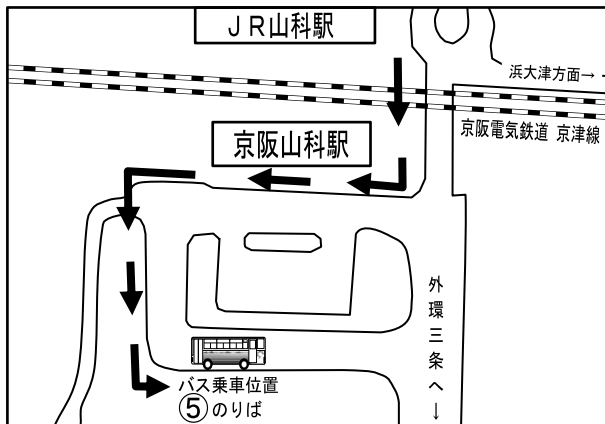 ＪＲ山科駅
浜大津方面→
京阪電気鉄道 京津線
京阪山科駅
外環三条へ→
バス乗車位置
⑤のりば